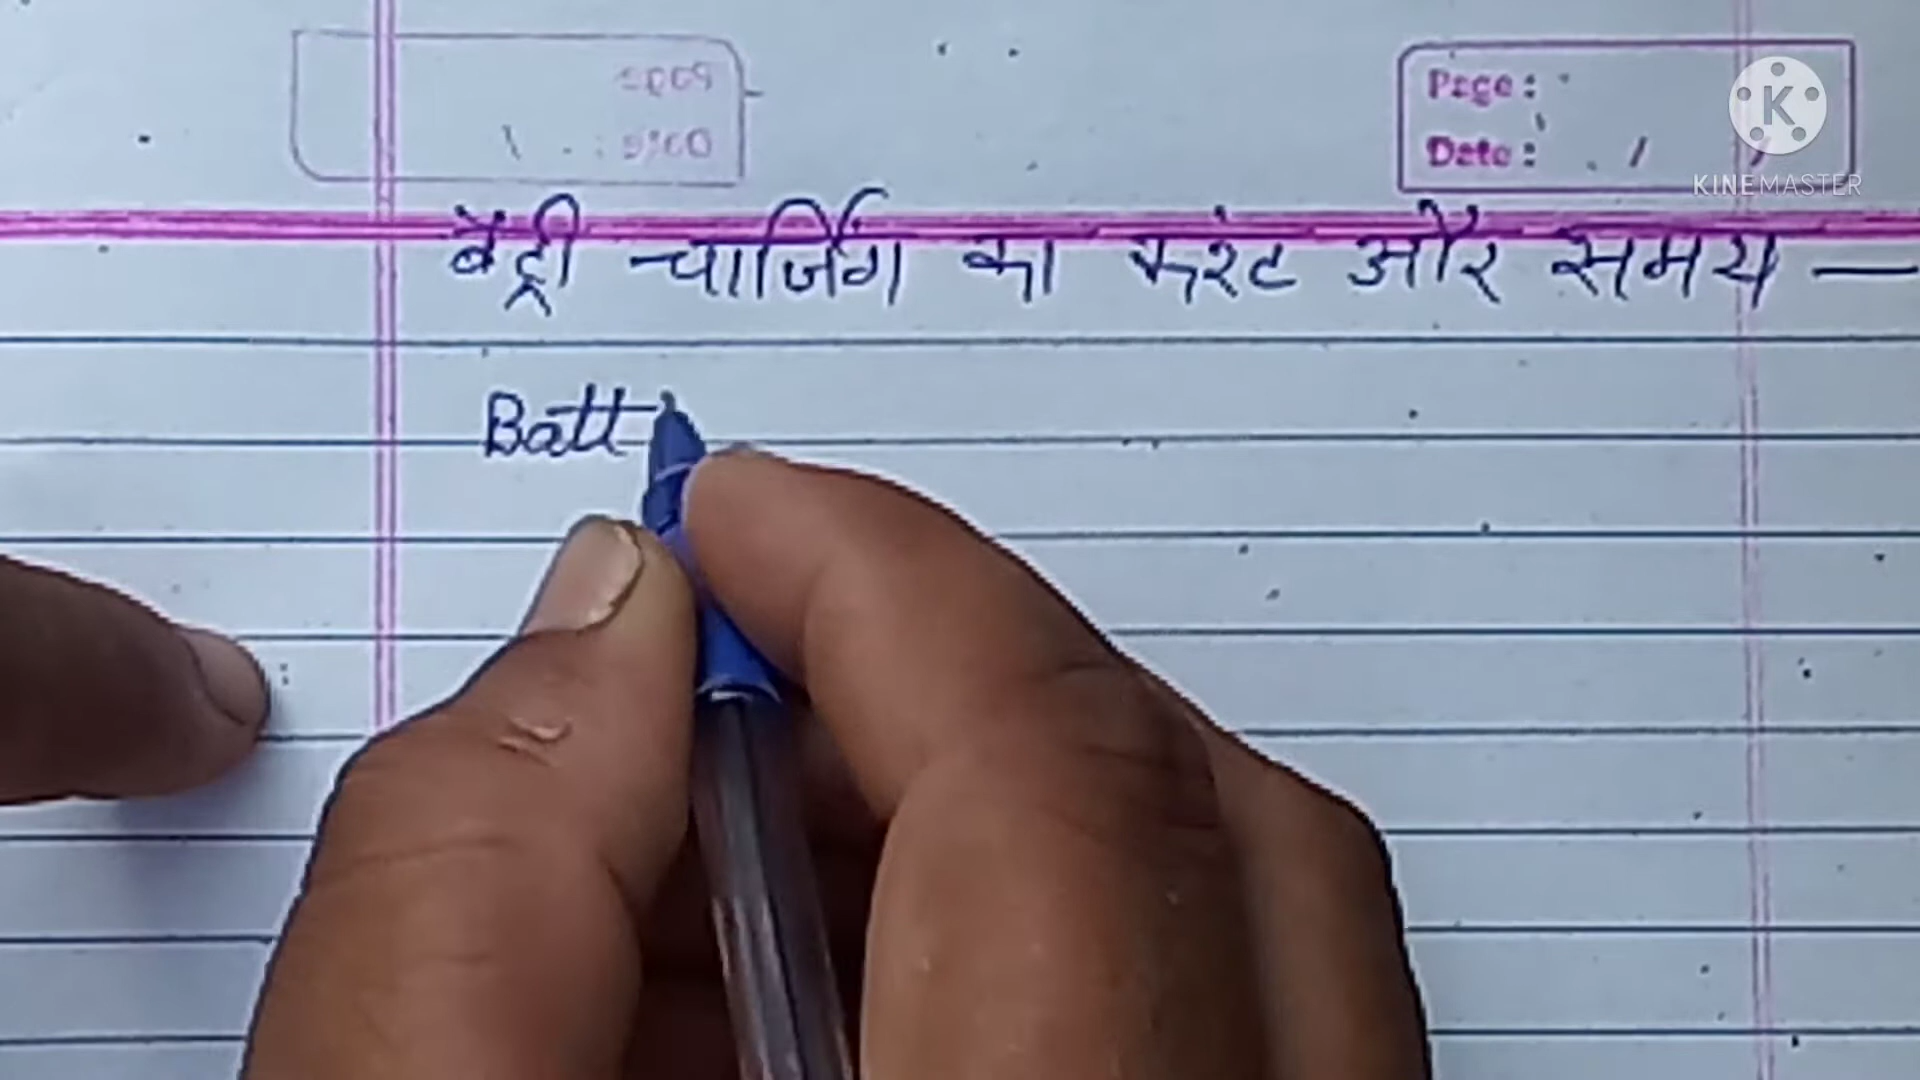 Page :
Date : / /
KINEMASTER
बेट्री चार्जिंग का करंट और समय —
Batt